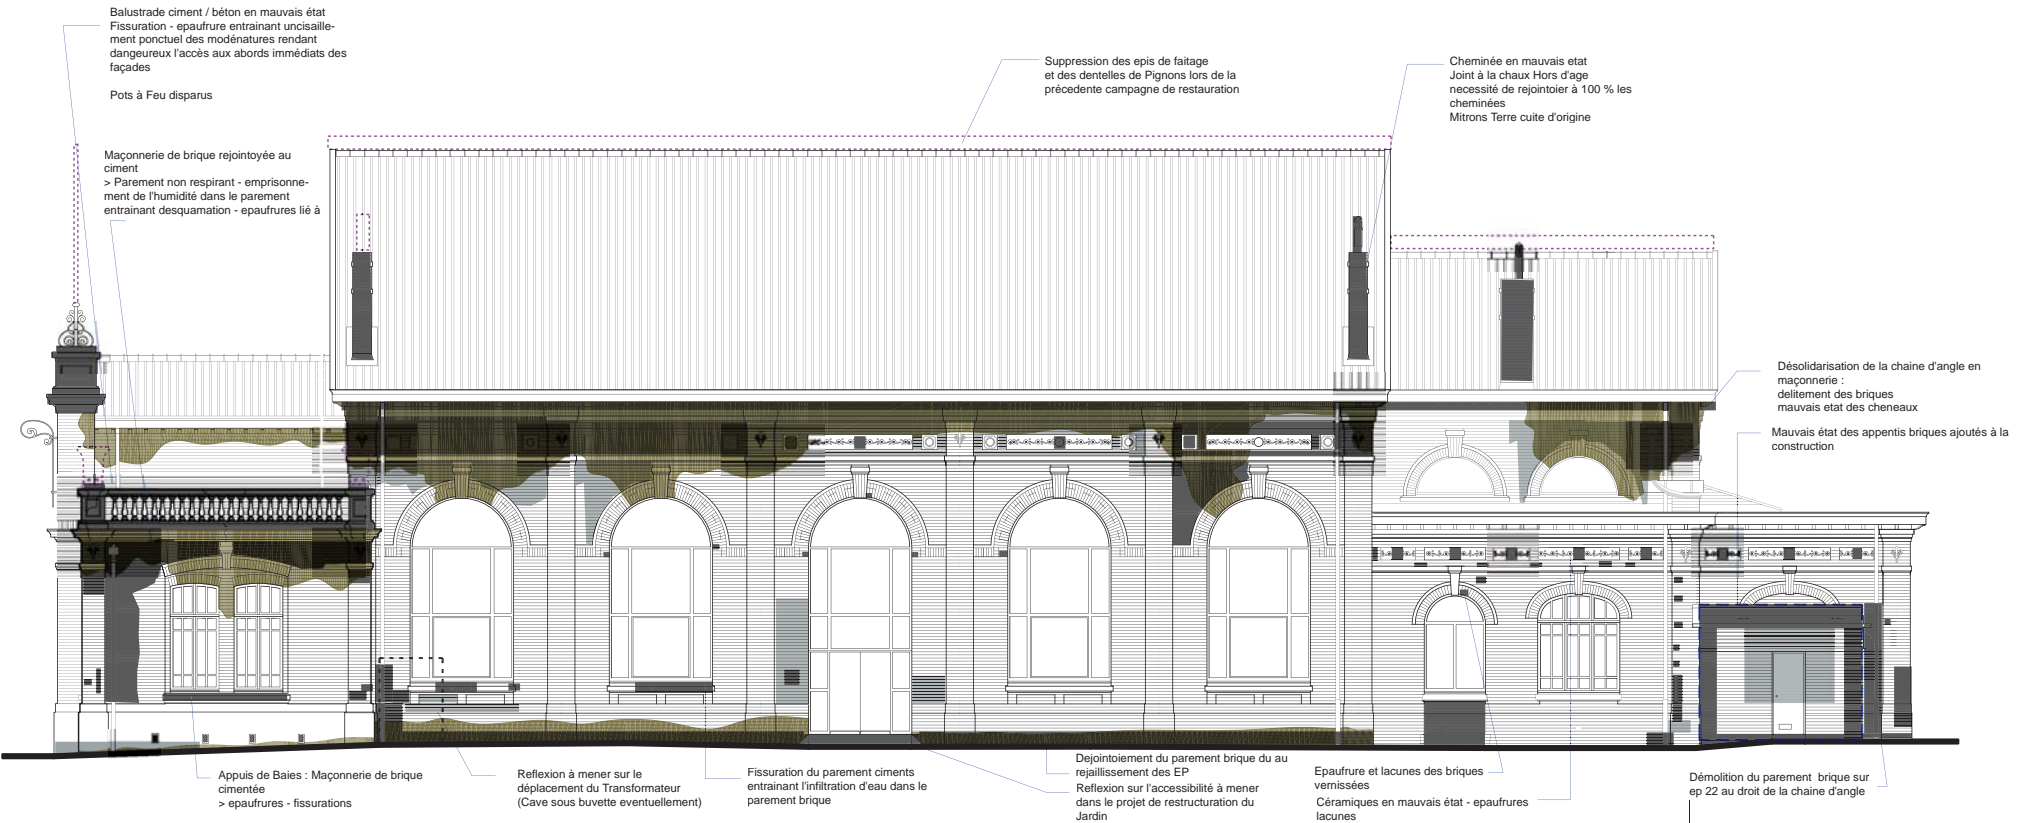 Balustrade ciment / béton en mauvais état
Fissuration - epaufrure entrainant uncisaille-
ment ponctuel des modénatures rendant
dangeureux l'accès aux abords immédiats des
façades
Pots à Feu disparus
Maçonnerie de brique rejointoyée au
ciment
> Parement non respirant - emprisonne-
ment de l'humidité dans le parement
entrainant desquamation - epaufrures lié à
Suppression des epis de faitage
et des dentelles de Pignons lors de la
précedente campagne de restauration
Cheminée en mauvais etat
Joint à la chaux Hors d'age
necessité de rejointoier à 100 % les
cheminées
Mitrons Terre cuite d'origine
Désolidarisation de la chaine d'angle en
maçonnerie :
delitement des briques
mauvais etat des cheneaux
Mauvais état des appentis briques ajoutés à la
construction
Appuis de Baies : Maçonnerie de brique
cimentée
> epaufrures - fissurations
Reflexion à mener sur le
déplacement du Transformateur
(Cave sous buvette eventuellement)
Fissuration du parement ciments
entrainant l'infiltration d'eau dans le
parement brique
Dejointoiement du parement brique du au
rejaillissement des EP
Reflexion sur l'accessibilité à mener
dans le projet de restructuration du
Jardin
Epaufrure et lacunes des briques
vernissées
Céramiques en mauvais état - epaufrures
lacunes
Démolition du parement  brique sur
ep 22 au droit de la chaine d'angle